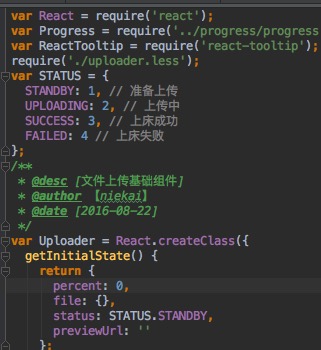 var React = require('react');
var Progress = require('../progress/progress
var ReactTooltip = require('react-tooltip');
require('./uploader.less');
var STATUS = {
STANDBY: 1, // 准备上传
UPLOADING: 2, // 上传中
SUCCESS: 3, // 上床成功
FAILED: 4 // 上床失败
};
/**
* @desc [文件上传基础组件]
* @author 【niekai】
* @date [2016-08-22]
*/
var Uploader = React.createClass({
getInitialState() {
return {
percent: 0,
file: {},
status: STATUS.STANDBY,
previewUrl: ''
};